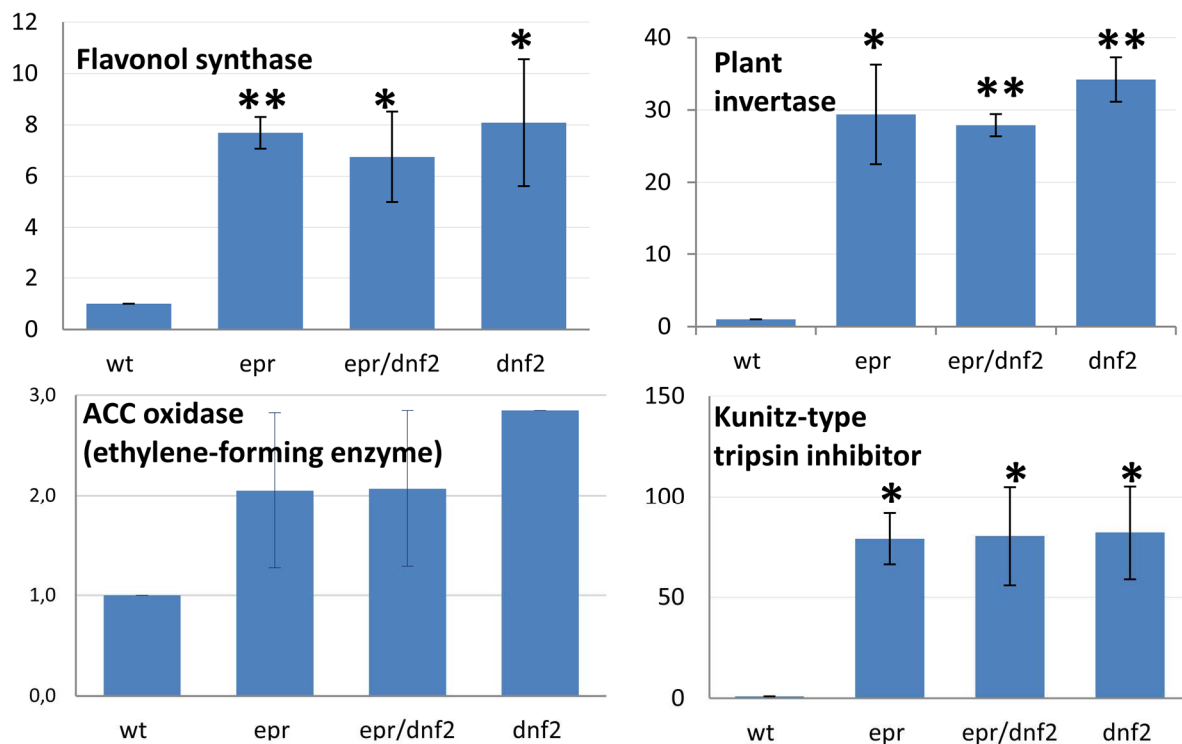 Flavonol synthase
12
10
8
6
4
2
0
**
*
*
wt epr epr/dnf2 dnf2
Plant
invertase
40
30
20
10
0
*
**
**
wt epr epr/dnf2 dnf2
ACC oxidase
(ethylene-forming enzyme)
3,0
2,0
1,0
0,0
wt epr epr/dnf2 dnf2
Kunitz-type
tripsin inhibitor
150
100
50
0
*
*
*
wt epr epr/dnf2 dnf2